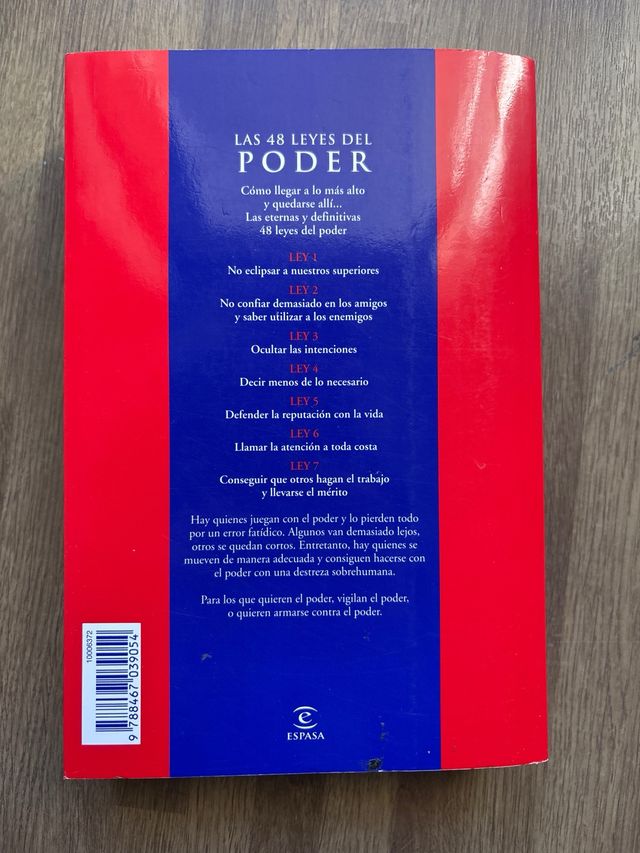 LAS 48 LEYES DEL
PODER
Cómo llegar a lo más alto
y quedarse allí...
Las eternas y definitivas
48 leyes del poder
LEY 1
No eclipsar a nuestros superiores
LEY 2
No confiar demasiado en los amigos
y saber utilizar a los enemigos
LEY 3
Ocultar las intenciones
LEY 4
Decir menos de lo necesario
LEY 5
Defender la reputación con la vida
LEY 6
Llamar la atención a toda costa
LEY 7
Conseguir que otros hagan el trabajo
y llevarse el mérito
Hay quienes juegan con el poder y lo pierden todo
por un error fatídico. Algunos van demasiado lejos,
otros se quedan cortos. Entretanto, hay quienes se
mueven de manera adecuada y consiguen hacerse con
el poder con una destreza sobrehumana.
Para los que quieren el poder, vigilan el poder,
o quieren armarse contra el poder.
10006372
9 788467 039054
e
ESPASA